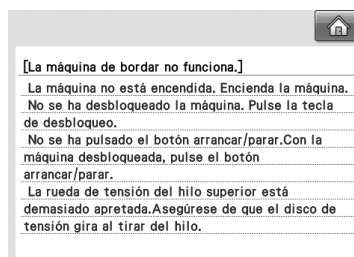 [La máquina de bordar no funciona.]
La máquina no está encendida. Encienda la máquina.
No se ha desbloqueado la máquina. Pulse la tecla
de desbloqueo.
No se ha pulsado el botón arrancar/parar.Con la
máquina desbloqueada, pulse el botón
arrancar/parar.
La rueda de tensión del hilo superior está
demasiado apretada.Asegúrese de que el disco de
tensión gira al tirar del hilo.